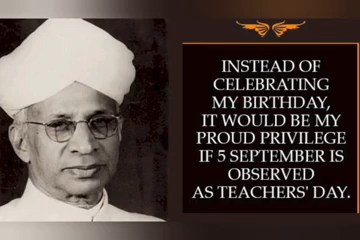 INSTEAD OF
CELEBRATING
MY BIRTHDAY,
IT WOULD BE MY
PROUD PRIVILEGE
IF 5 SEPTEMBER IS
OBSERVED
AS TEACHERS' DAY.